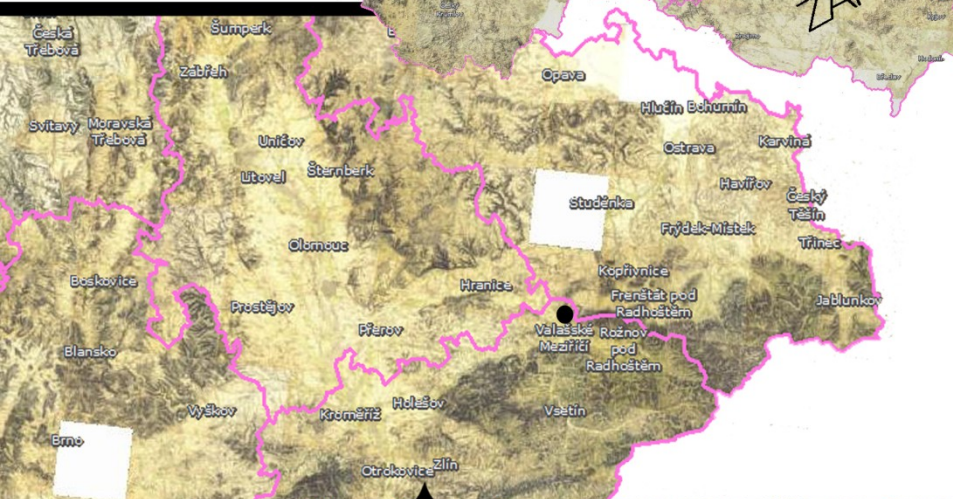 Česká
Třebová
Šumperk
Zábřeh
Opava
Hlučín
Bohumín
Svitavy
Moravská
Třebová
Uničov
Ostrava
Karviná
Litovel
Šternberk
Havířov
Studénka
Český
Těšín
Frýdek-Místek
Olomouc
Třinec
Boskovice
Hranice
Kopřivnice
Prostějov
Frenštát pod
Radhoštěm
Jablunkov
Přerov
Valašské
Meziříčí
Rožnov
pod
Radhoštěm
Blansko
Vyškov
Kroměříž
Holešov
Vsetín
Brno
Otrokovice
Zlín